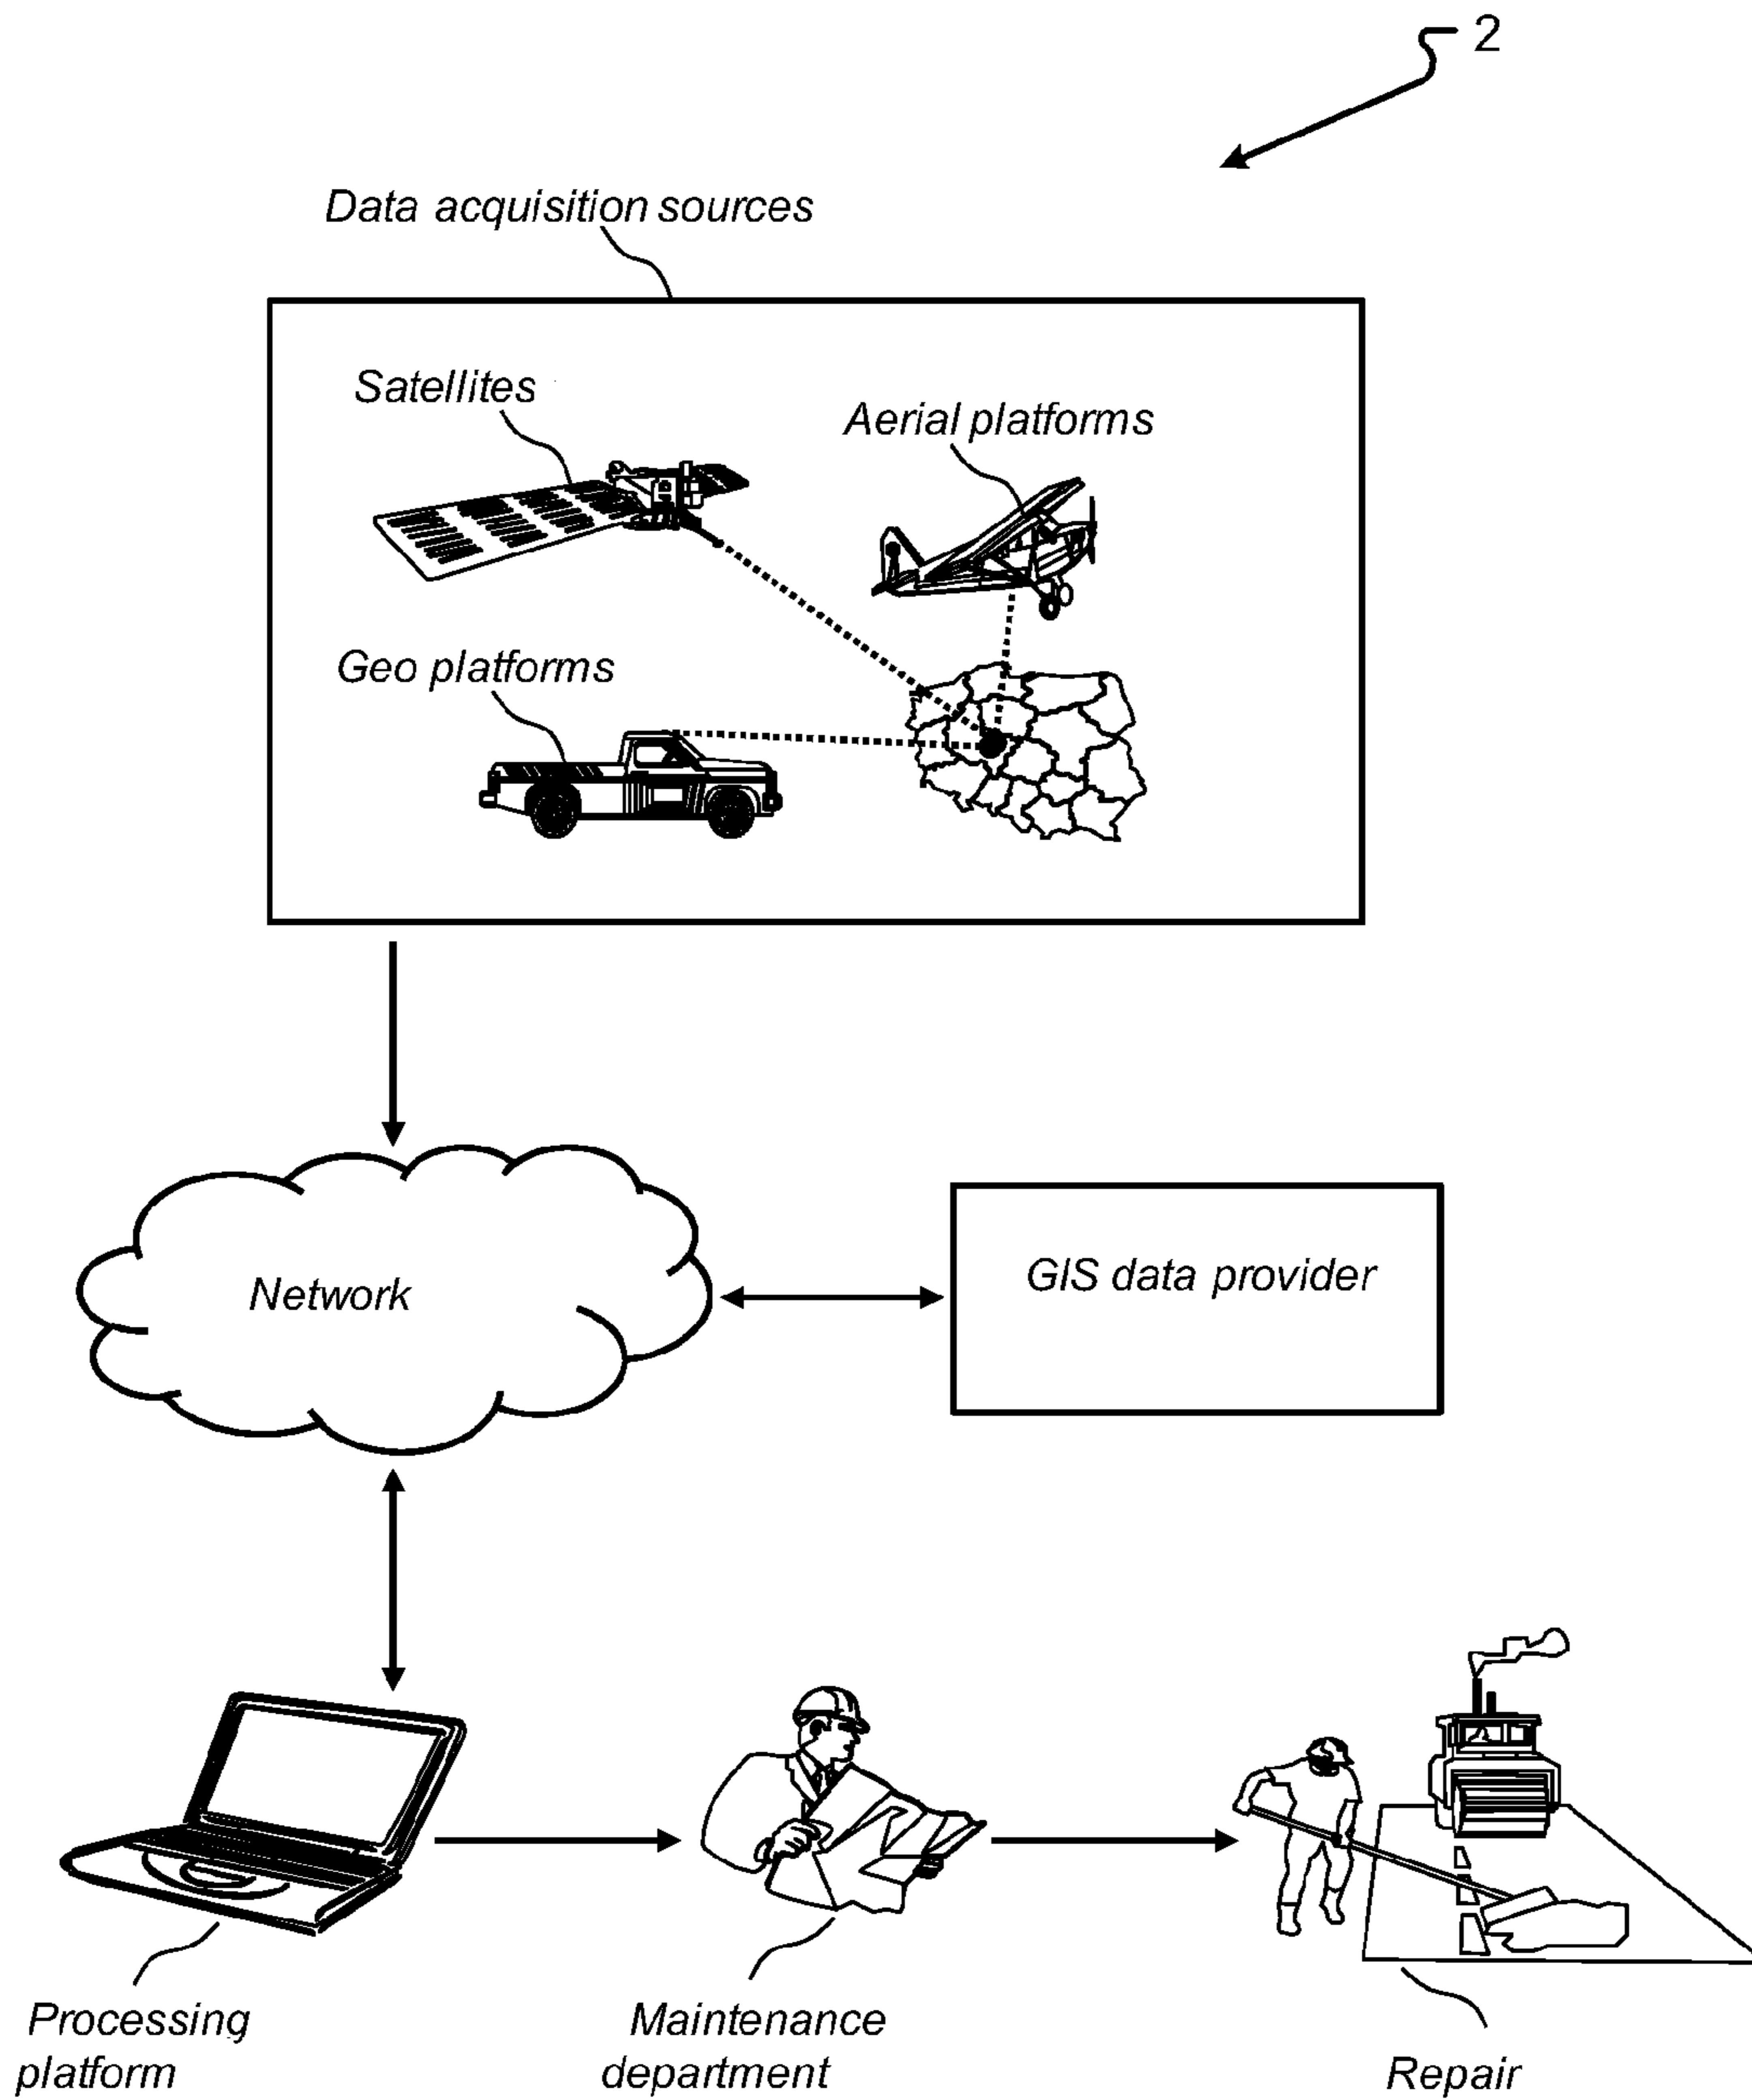 2
Data acquisition sources
Satellites
Aerial platforms
Geo platforms
Network
GIS data provider
Processing
platform
Maintenance
department
Repair